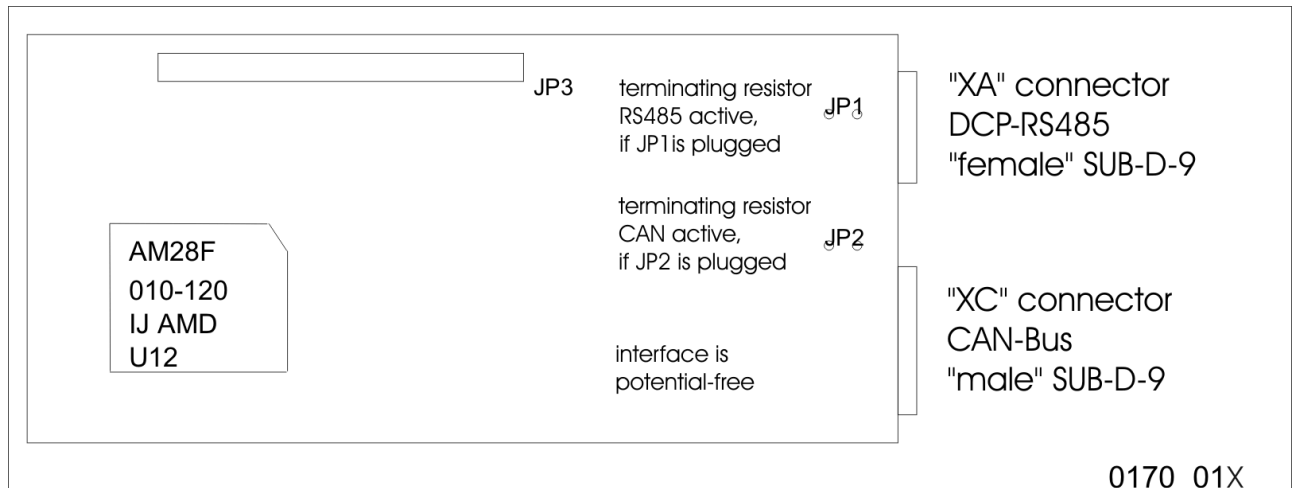 JP3
terminating resistor
RS485 active,
if JP1is plugged
JP1
"XA" connector
DCP-RS485
"female" SUB-D-9
terminating resistor
CAN active,
if JP2 is plugged
JP2
AM28F
010-120
IJ AMD
U12
interface is
potential-free
"XC" connector
CAN-Bus
"male" SUB-D-9
0170_01X